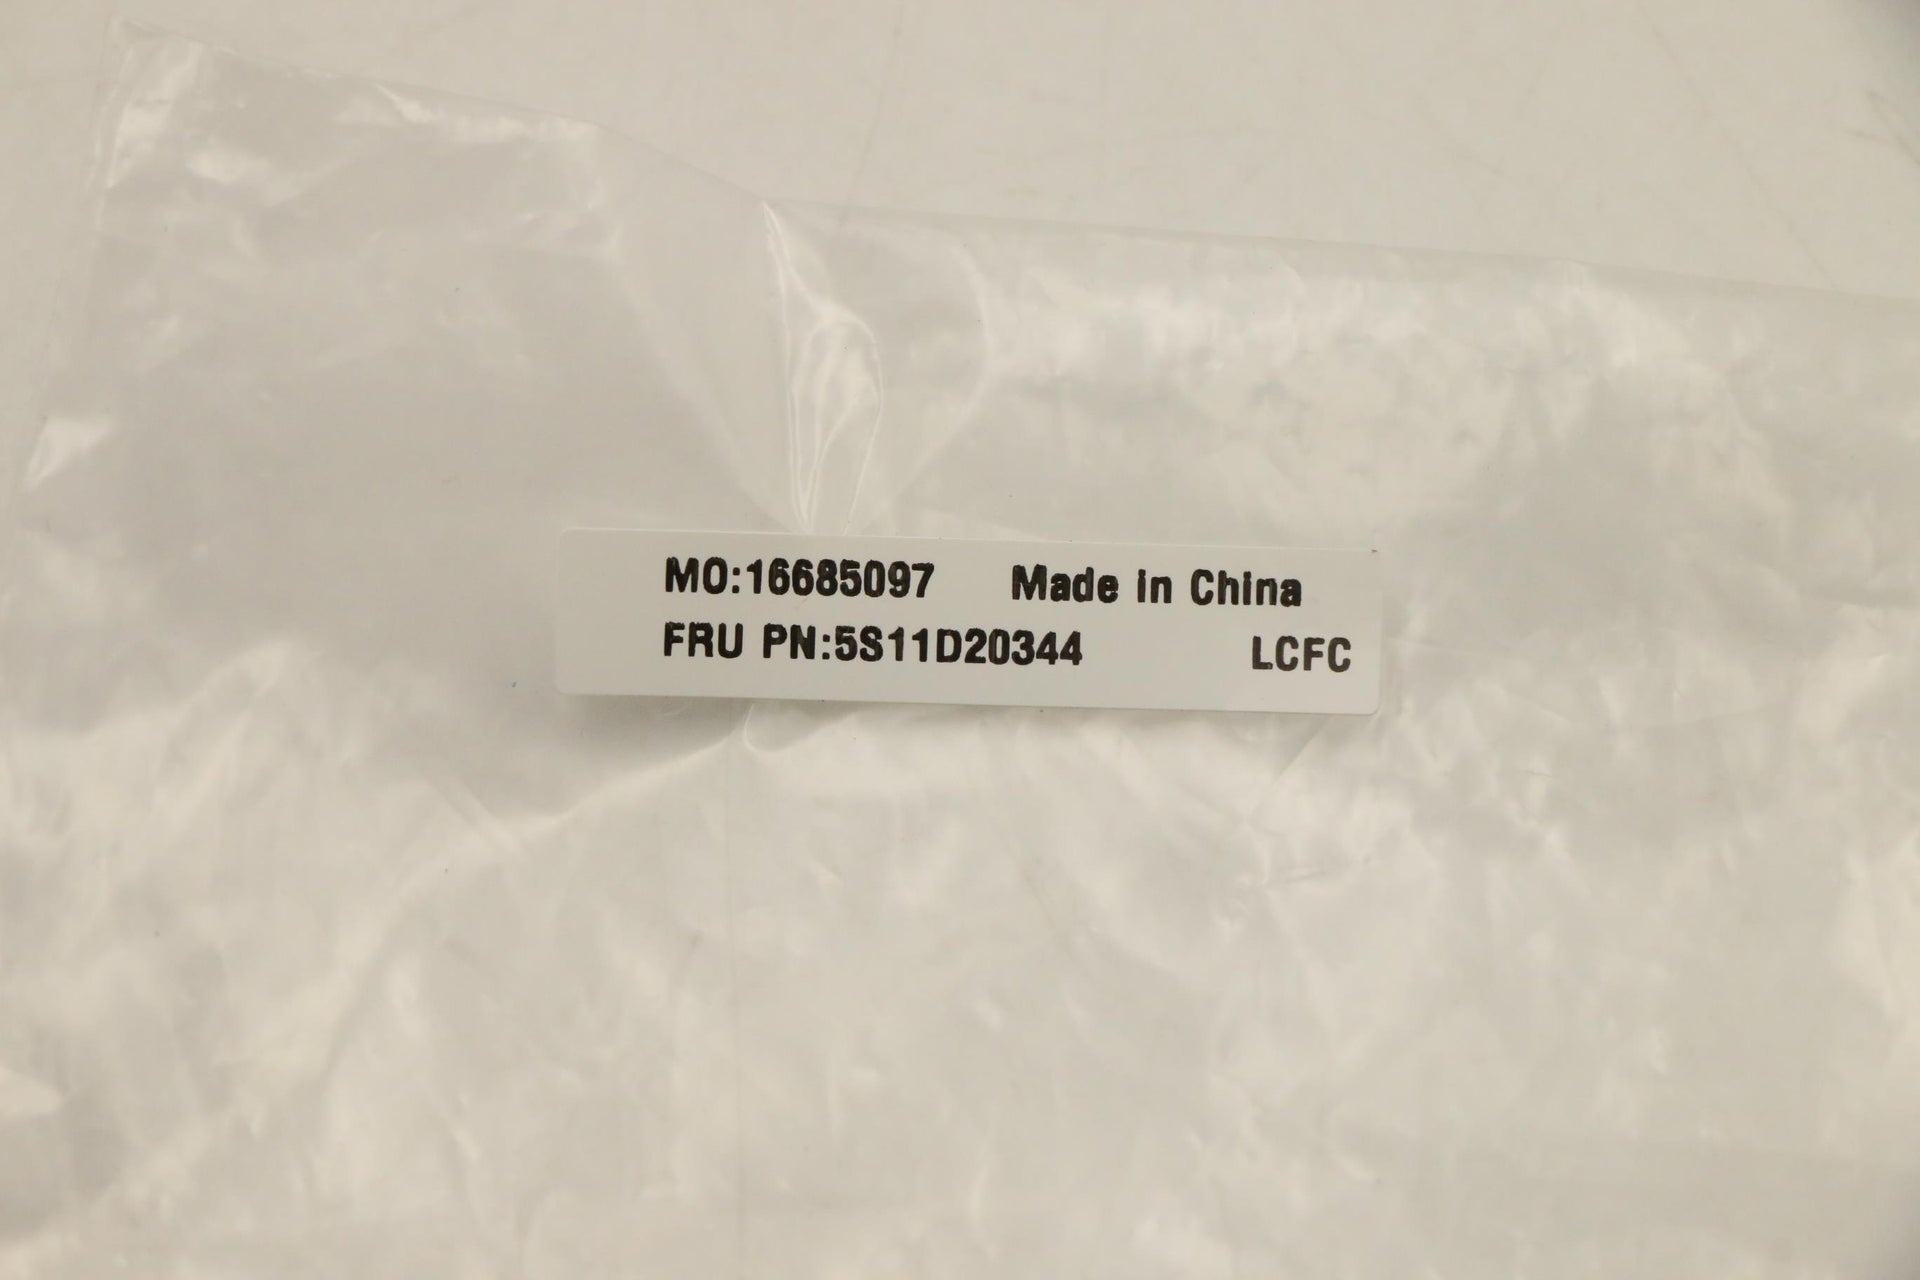 MO:16685097 Made in China
FRU PN:5S11D20344 LCFC